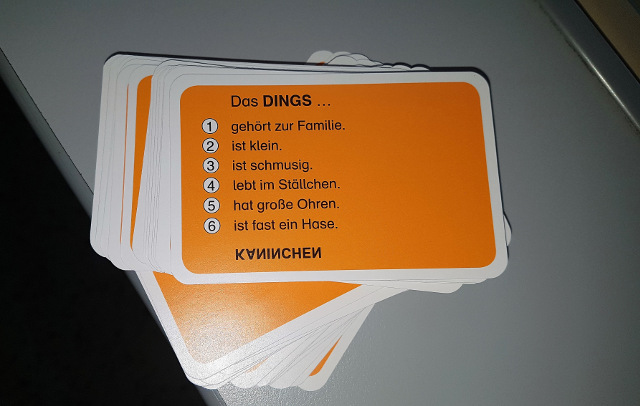 Das DINGS ...
1 gehört zur Familie.
2 ist klein.
3 ist schmusig.
4 lebt im Ställchen.
5 hat große Ohren.
6 ist fast ein Hase.
KANINCHEN